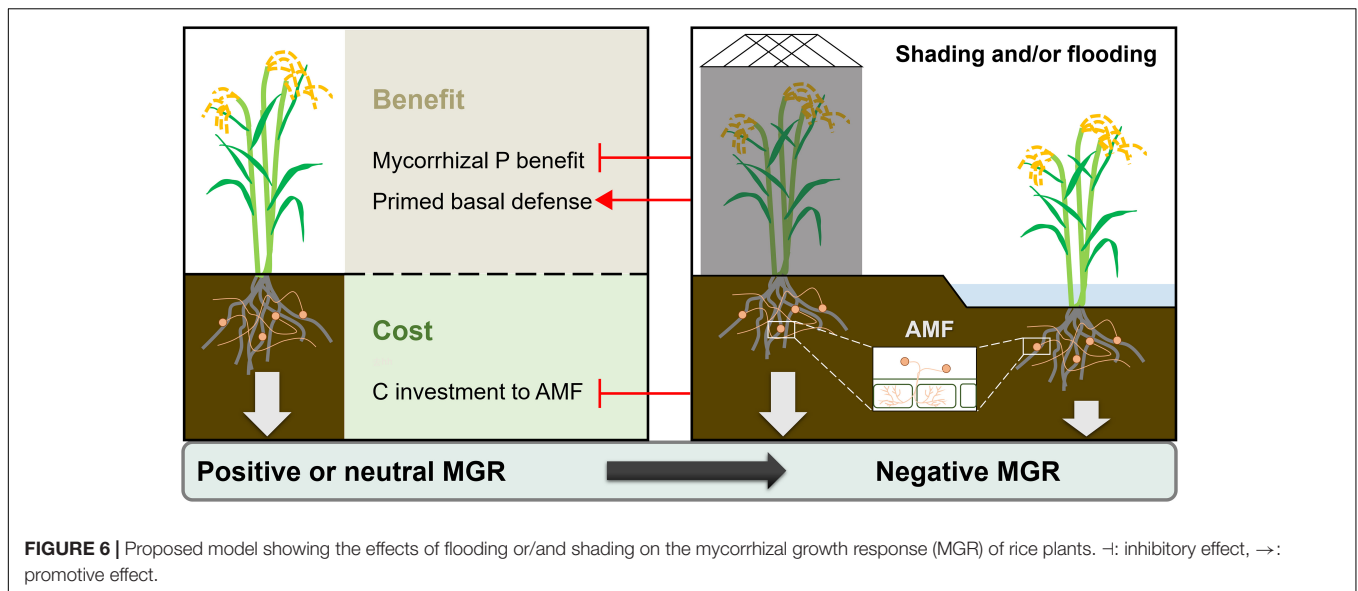 Shading and/or flooding
Benefit
Mycorrhizal P benefit
Primed basal defense
Cost
C investment to AMF
AMF
Positive or neutral MGR
Negative MGR
FIGURE 6 | Proposed model showing the effects of flooding or/and shading on the mycorrhizal growth response (MGR) of rice plants. ⊣: inhibitory effect, →:
promotive effect.